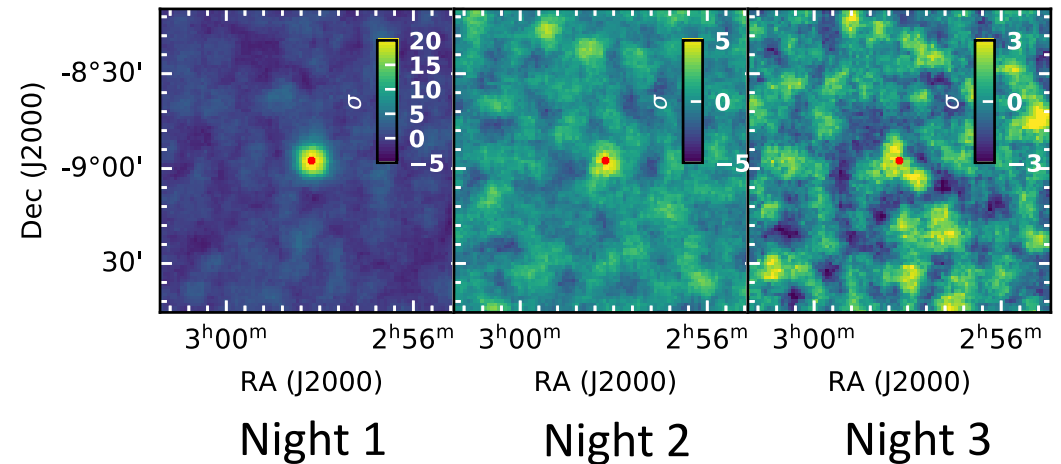 Dec (J2000)
-8°30'
-9°00'
30'
σ
20
15
10
5
0
−5
σ
5
0
−5
σ
3
0
−3
3ʰ00ᵐ 2ʰ56ᵐ 3ʰ00ᵐ 2ʰ56ᵐ 3ʰ00ᵐ 2ʰ56ᵐ
RA (J2000) RA (J2000) RA (J2000)
Night 1 Night 2 Night 3